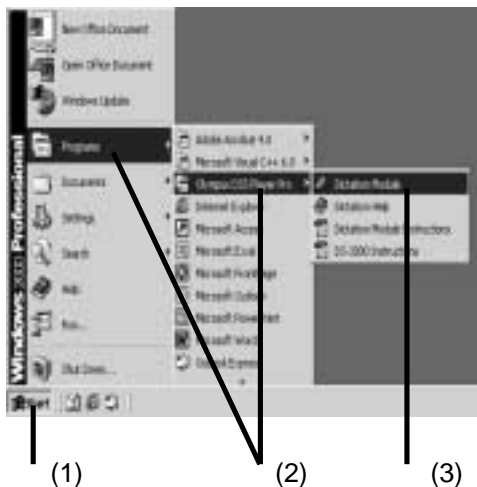 New Office Document
Open Office Document
Windows Update
Programs
Documents
Settings
Search
Help
Run...
Shut Down...
Windows 2000 Professional
Start
Adobe Acrobat 4.0
Microsoft Visual C++ 6.0
Olympus DSS Player Pro
Internet Explorer
Microsoft Access
Microsoft Excel
Microsoft FrontPage
Microsoft Outlook
Microsoft PowerPoint
Microsoft Word
Outlook Express
Dictation Module
Dictation Help
Dictation Module Instructions
DS-3000 Instructions
(1) (2) (3)